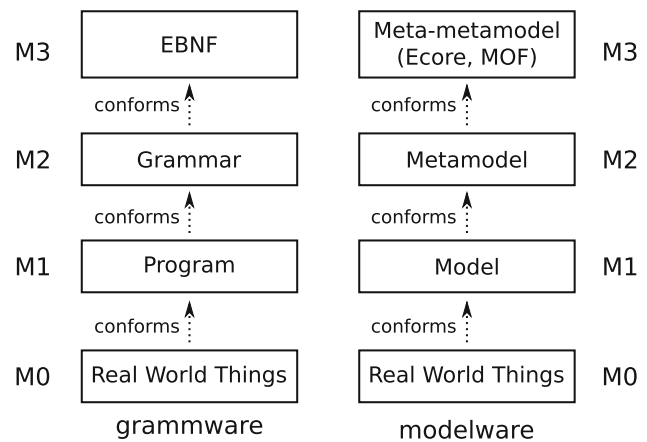 M3
EBNF
Meta-metamodel
(Ecore, MOF)
M3
conforms
conforms
M2
Grammar
Metamodel
M2
conforms
conforms
M1
Program
Model
M1
conforms
conforms
M0
Real World Things
Real World Things
M0
grammware
modelware